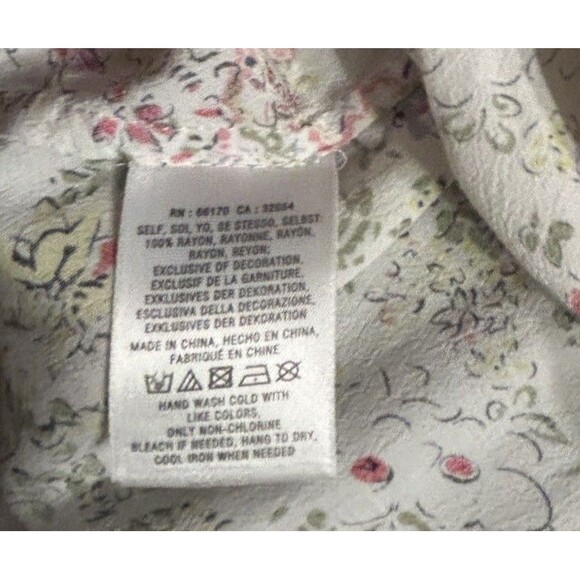 RN : 66170 CA : 32054
SELF, SOI, YO, SE STESSO, SELBST:
100% RAYON, RAYONNE, RAYÓN,
RAYON, REYON;
EXCLUSIVE OF DECORATION,
EXCLUSIF DE LA GARNITURE,
EXKLUSIVES DER DEKORATION,
ESCLUSIVA DELLA DECORAZIONE,
EXKLUSIVES DER DEKORATION
MADE IN CHINA, HECHO EN CHINA,
FABRIQUÉ EN CHINE
HAND WASH COLD WITH
LIKE COLORS,
ONLY NON-CHLORINE
BLEACH IF NEEDED, HANG TO DRY,
COOL IRON WHEN NEEDED